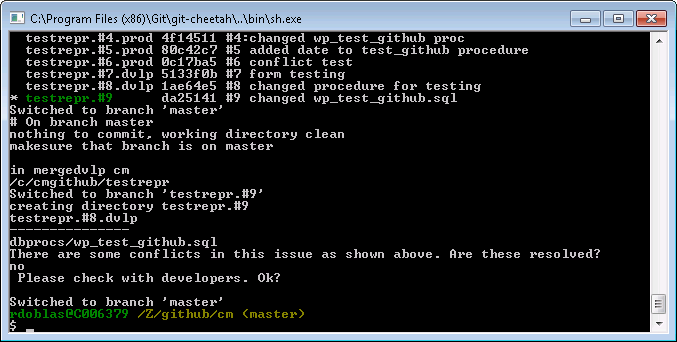 C:\Program Files (x86)\Git\git-cheetah\..\bin\sh.exe
testrepr.#4.prod 4f14511 #4:changed wp_test_github proc
testrepr.#5.prod 80c42c7 #5 added date to test_github procedure
testrepr.#6.prod 0c17ba5 #6 conflict test
testrepr.#7.dvlp 5133f0b #7 form testing
testrepr.#8.dvlp 1ae64e5 #8 changed procedure for testing
* testrepr.#9 da25141 #9 changed wp_test_github.sql
Switched to branch 'master'
# On branch master
nothing to commit, working directory clean
makesure that branch is on master
in mergedvlp cm
/c/cmgithub/testrepr
Switched to branch 'testrepr.#9'
creating directory testrepr.#9
testrepr.#8.dvlp
---------------
dbprocs/wp_test_github.sql
There are some conflicts in this issue as shown above. Are these resolved?
no
Please check with developers. Ok?
Switched to branch 'master'
rdoblas@C006379 /Z/github/cm (master)
$ _